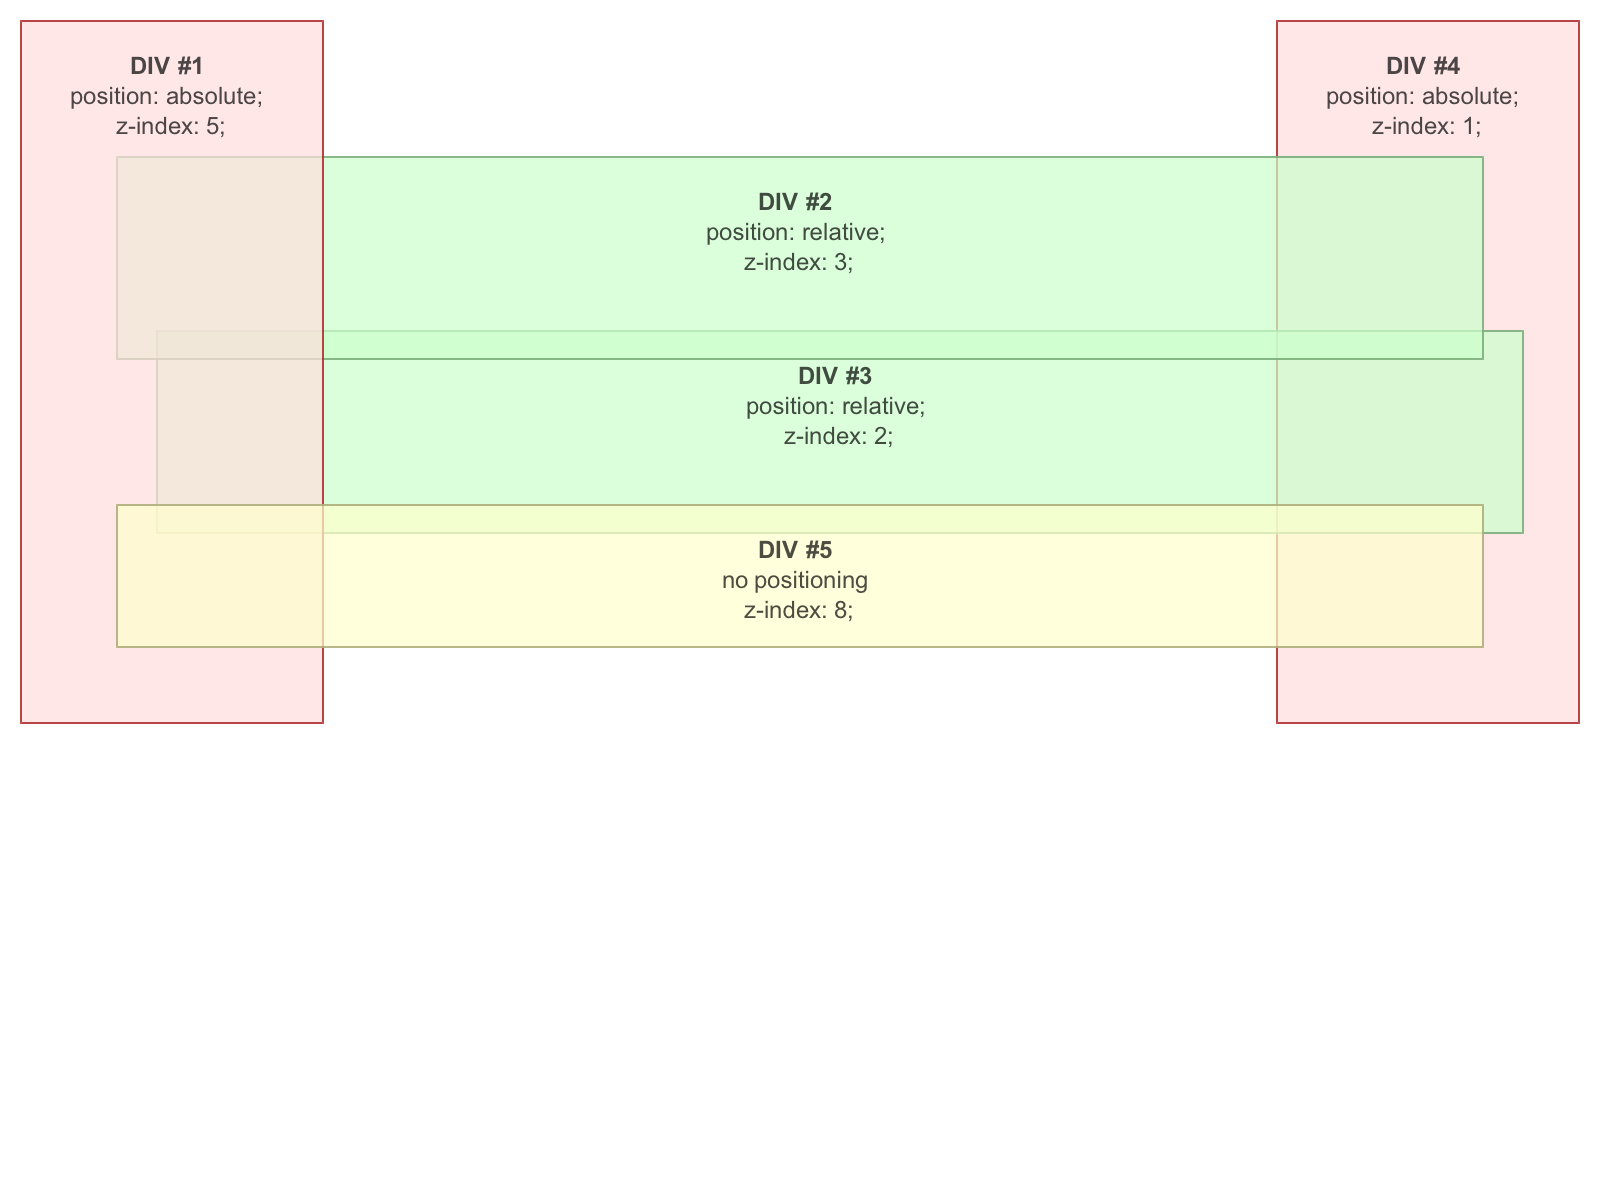 DIV #1
position: absolute;
z-index: 5;
DIV #4
position: absolute;
z-index: 1;
DIV #2
position: relative;
z-index: 3;
DIV #3
position: relative;
z-index: 2;
DIV #5
no positioning
z-index: 8;